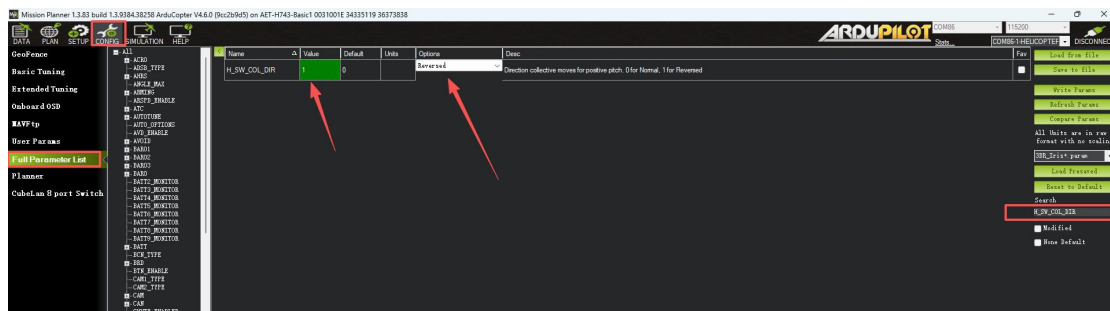 Mission Planner 1.3.83 build 1.3.9384.38258 ArduCopter V4.6.0 (9cc2b9d5) on AET-H743-Basic1 0031001E 34335119 36373838
DATA PLAN SETUP CONFIG SIMULATION HELP
ARDUPILOT
COM86 115200
Stats... COM86-1-HELICOPTER DISCONNEC
GeoFence
Basic Tuning
Extended Tuning
Onboard OSD
MAVFtp
User Params
Full Parameter List
Planner
CubeLan 8 port Switch
All
ACRO
ADSB_TYPE
AHRS
ANGLE_MAX
ARMING
ARSPD_ENABLE
ATC
AUTOTUNE
AUTO_OPTIONS
AVD_ENABLE
AVOID
BARO1
BARO2
BARO3
BARO
BATT2_MONITOR
BATT3_MONITOR
BATT4_MONITOR
BATT5_MONITOR
BATT6_MONITOR
BATT7_MONITOR
BATT8_MONITOR
BATT9_MONITOR
BATT
BCN_TYPE
BRD
BTN_ENABLE
CAM1_TYPE
CAM2_TYPE
CAM
CAN
Name Value Default Units Options Desc Fav
H_SW_COL_DIR 1 0 Reversed Direction collective moves for positive pitch. 0 for Normal, 1 for Reversed
Load from file
Save to file
Write Params
Refresh Params
Compare Params
All Units are in raw
format with no scalin
3DR_Iris+.param
Load Presaved
Reset to Default
Search
H_SW_COL_DIR
Modified
None Default